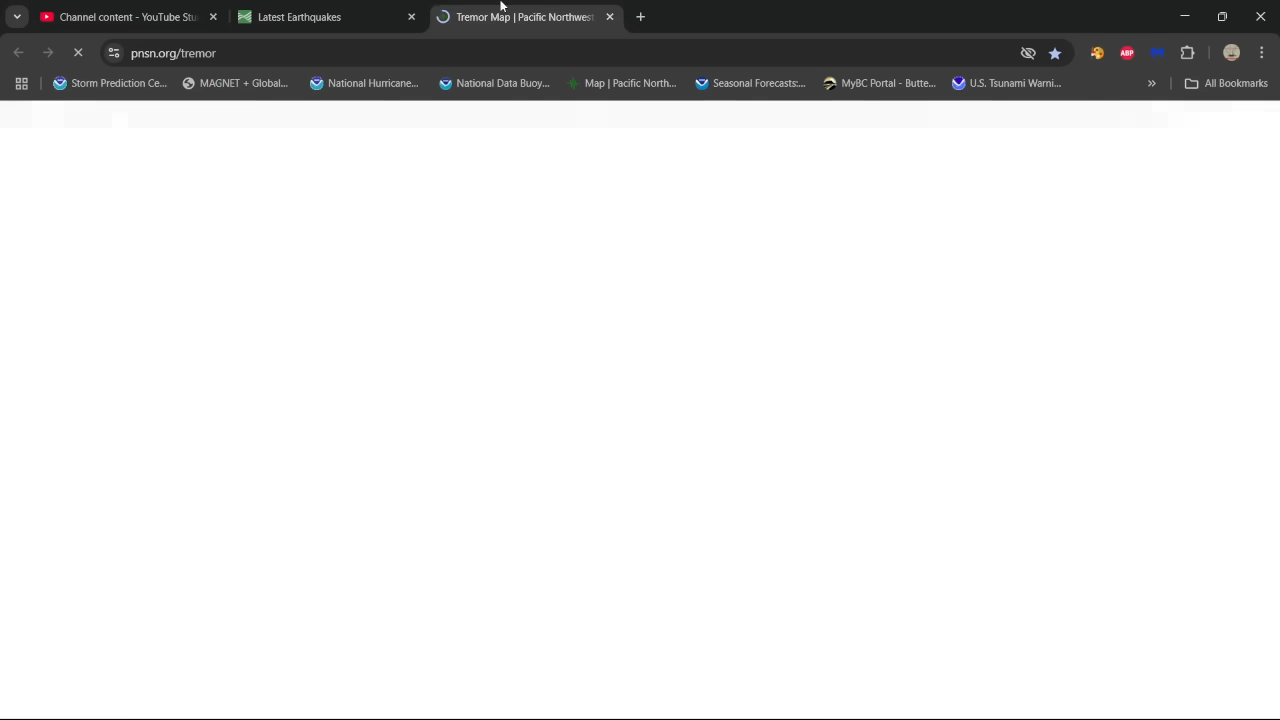 Channel content - YouTube Stu
Latest Earthquakes
Tremor Map | Pacific Northwest
pnsn.org/tremor
ABP
Storm Prediction Ce...
MAGNET + Global...
National Hurricane...
National Data Buoy...
Map | Pacific North...
Seasonal Forecasts:...
MyBC Portal - Butte...
U.S. Tsunami Warni...
All Bookmarks